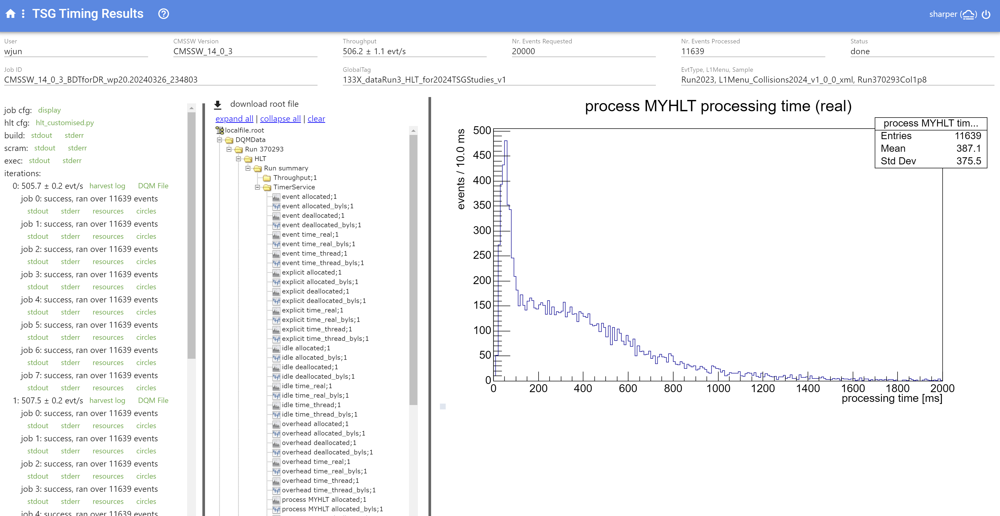 TSG Timing Results
sharper ( )
User
wjun
CMSSW Version
CMSSW_14_0_3
Throughput
506.2 ± 1.1 evt/s
Nr. Events Requested
20000
Nr. Events Processed
11639
Status
done
Job ID
CMSSW_14_0_3_BDTforDR_wp20.20240326_234803
GlobalTag
133X_dataRun3_HLT_for2024TSGStudies_v1
EvtType, L1Menu, Sample
Run2023, L1Menu_Collisions2024_v1_0_0_xml, Run370293Col1p8
job cfg: display
hlt cfg: hlt_customised.py
build: stdout stderr
scram: stdout stderr
exec: stdout stderr
iterations:
0: 505.7 ± 0.2 evt/s harvest log DQM File
job 0: success, ran over 11639 events
stdout stderr resources circles
job 1: success, ran over 11639 events
stdout stderr resources circles
job 2: success, ran over 11639 events
stdout stderr resources circles
job 3: success, ran over 11639 events
stdout stderr resources circles
job 4: success, ran over 11639 events
stdout stderr resources circles
job 5: success, ran over 11639 events
stdout stderr resources circles
job 6: success, ran over 11639 events
stdout stderr resources circles
job 7: success, ran over 11639 events
stdout stderr resources circles
1: 507.5 ± 0.2 evt/s harvest log DQM File
job 0: success, ran over 11639 events
stdout stderr resources circles
job 1: success, ran over 11639 events
stdout stderr resources circles
job 2: success, ran over 11639 events
stdout stderr resources circles
job 3: success, ran over 11639 events
stdout stderr resources circles
job 4: success, ran over 11639 events
download root file
expand all | collapse all | clear
localfile.root
DQMData
Run 370293
HLT
Run summary
Throughput;1
TimerService
event allocated;1
event allocated_byls;1
event deallocated;1
event deallocated_byls;1
event time_real;1
event time_real_byls;1
event time_thread;1
event time_thread_byls;1
explicit allocated;1
explicit allocated_byls;1
explicit deallocated;1
explicit deallocated_byls;1
explicit time_real;1
explicit time_real_byls;1
explicit time_thread;1
explicit time_thread_byls;1
idle allocated;1
idle allocated_byls;1
idle deallocated;1
idle deallocated_byls;1
idle time_real;1
idle time_real_byls;1
idle time_thread;1
idle time_thread_byls;1
overhead allocated;1
overhead allocated_byls;1
overhead deallocated;1
overhead deallocated_byls;1
overhead time_real;1
overhead time_real_byls;1
overhead time_thread;1
overhead time_thread_byls;1
process MYHLT allocated;1
process MYHLT allocated_byls;1
process MYHLT processing time (real)
process MYHLT tim...
Entries 11639
Mean 387.1
Std Dev 375.5
events / 10.0 ms
500
450
400
350
300
250
200
150
100
50
0
0 200 400 600 800 1000 1200 1400 1600 1800 2000
processing time [ms]